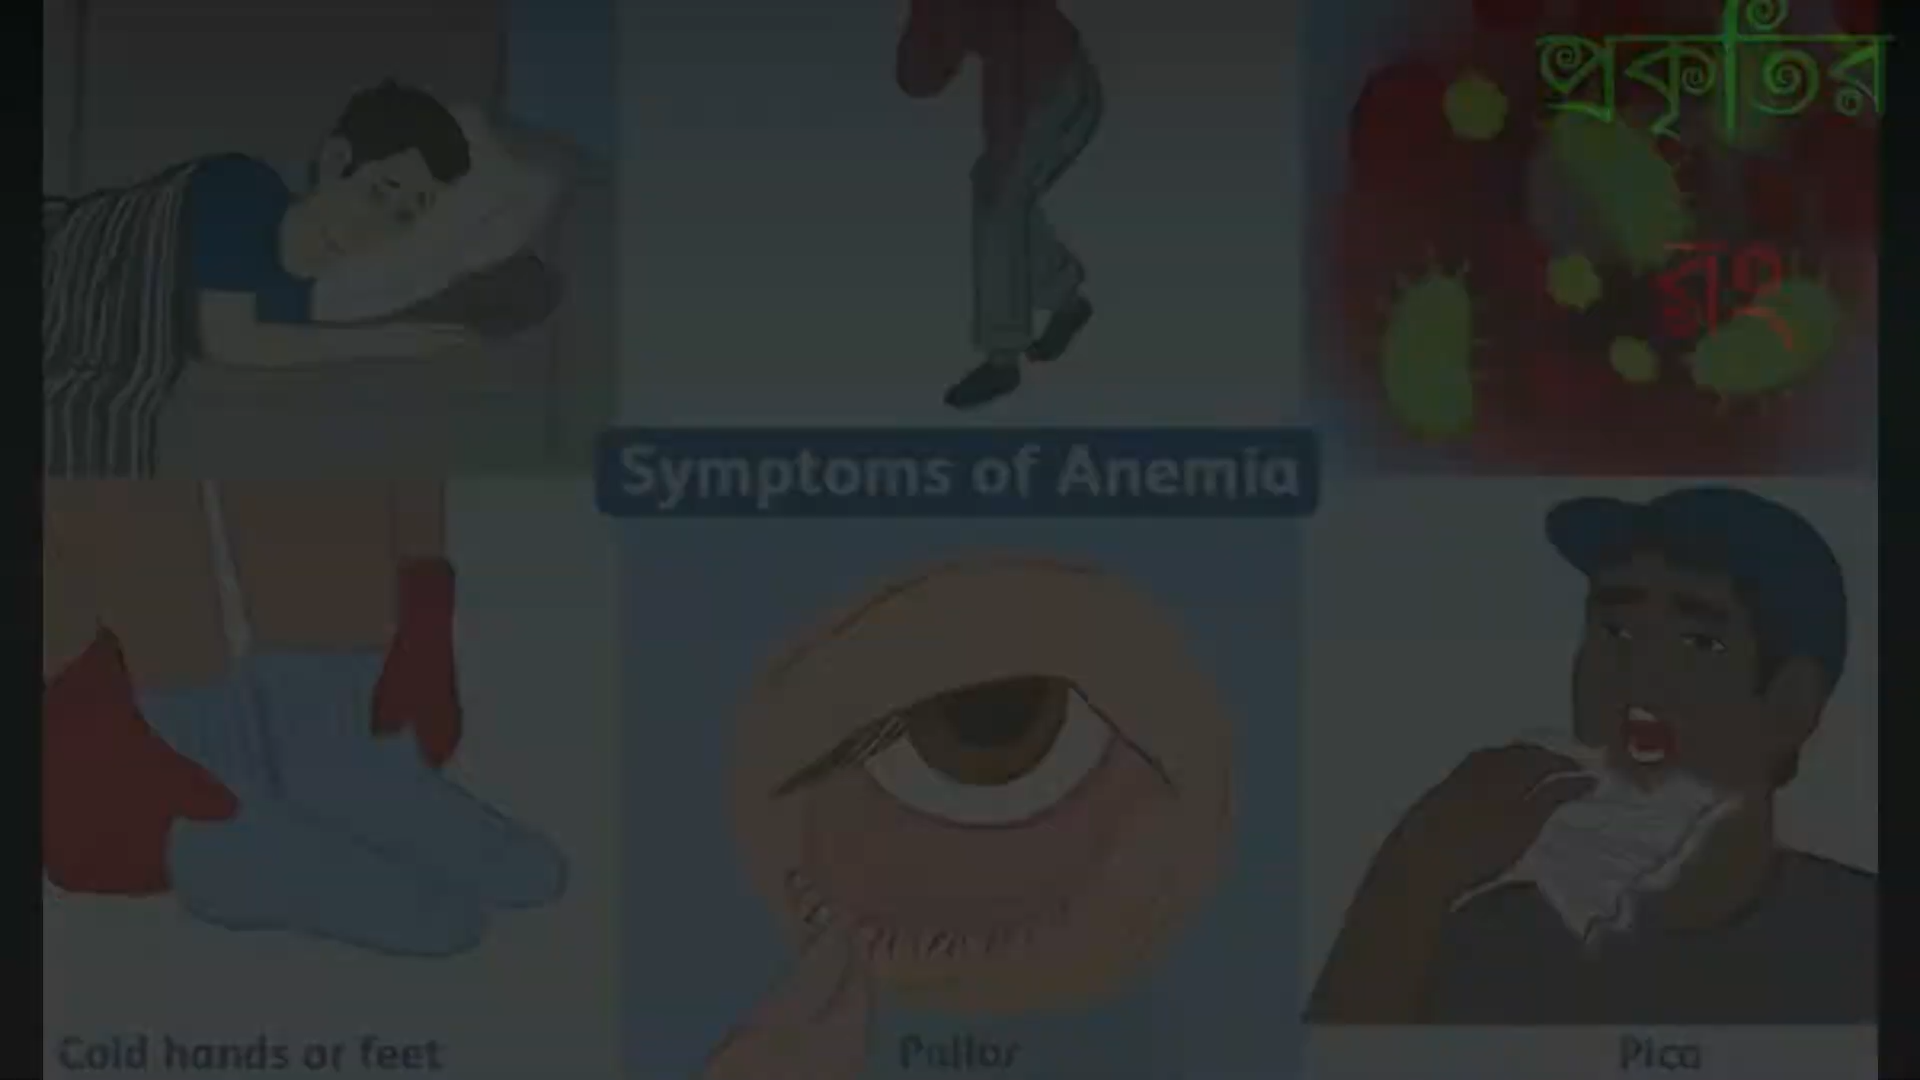 প্রকৃতির
রং
Symptoms of Anemia
Cold hands or feet
Pallor
Pica